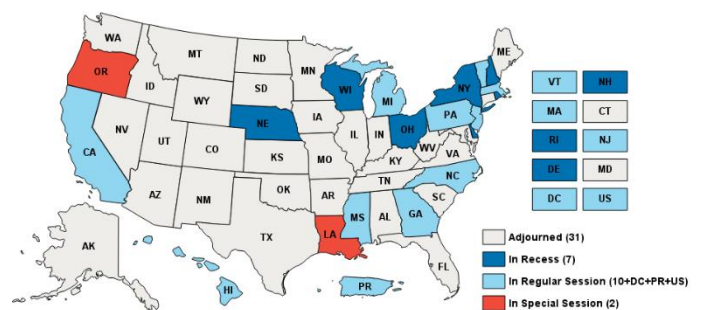 WA
MT
ND
MN
ME
OR
ID
SD
WI
MI
NY
WY
IA
NE
PA
NV
UT
CO
IL
IN
OH
WV
VA
CA
KS
MO
KY
NC
AZ
NM
OK
AR
TN
SC
MS
AL
GA
TX
LA
FL
AK
HI
PR
VT
NH
MA
CT
RI
NJ
DE
MD
DC
US
Adjourned (31)
In Recess (7)
In Regular Session (10+DC+PR+US)
In Special Session (2)